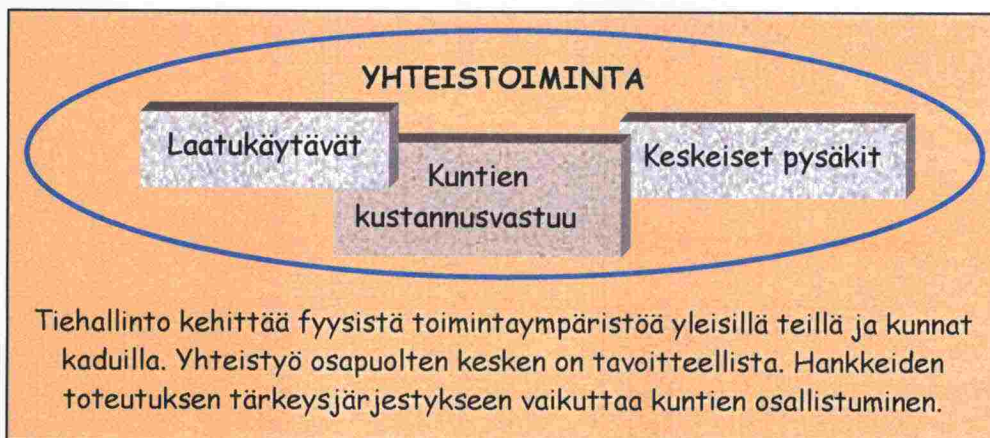 YHTEISTOIMINTA
Laatukäytävät
Kuntien
kustannusvastuu
Keskeiset pysäkit
Tiehallinto kehittää fyysistä toimintaympäristöä yleisillä teillä ja kunnat
kaduilla. Yhteistyö osapuolten kesken on tavoitteellista. Hankkeiden
toteutuksen tärkeysjärjestykseen vaikuttaa kuntien osallistuminen.